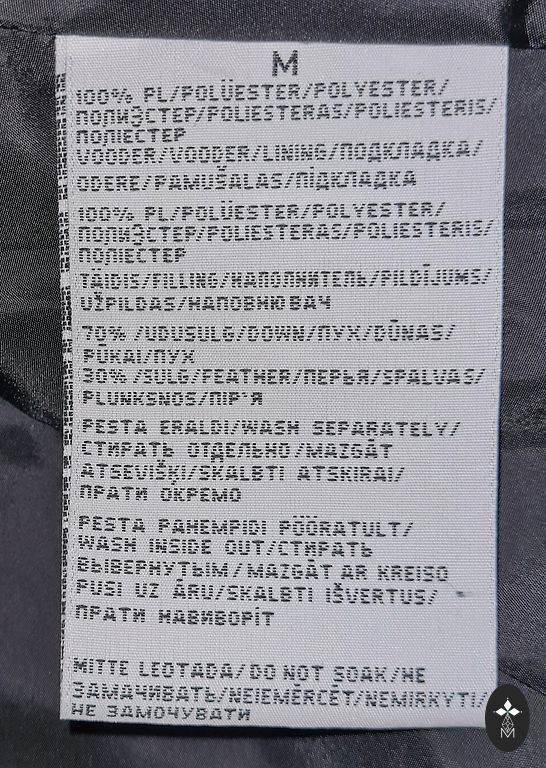 M
100% PL/POLÜESTER/POLYESTER/
ПОЛИЭСТЕР/POLIESTERAS/POLIESTERIS/
ПОЛІЕСТЕР
VOODER/VOODER/LINING/ПОДКЛАДКА/
ODERE/PAMUŠALAS/ПІДКЛАДКА
100% PL/POLÜESTER/POLYESTER/
ПОЛИЭСТЕР/POLIESTERAS/POLIESTERIS/
ПОЛІЕСТЕР
TÄIDIS/FILLING/НАПОЛНИТЕЛЬ/PILDĪJUMS/
UŽPILDAS/НАПОВНЮВАЧ
70% /UDUSULG/DOWN/ПУХ/DŪNAS/
PŪKAI/ПУХ
30% /SULG/FEATHER/ПЕРЬЯ/SPALVAS/
PLUNKSNOS/ПІР'Я
PESTA ERALDI/WASH SEPARATELY/
СТИРАТЬ ОТДЕЛЬНО/MAZGĀT
ATSEVIŠĶI/SKALBTI ATSKIRAI/
ПРАТИ ОКРЕМО
PESTA PAHEMPIDI PÖÖRATULT/
WASH INSIDE OUT/СТИРАТЬ
ВЫВЕРНУТЫМ/MAZGĀT AR KREISO
PUSI UZ ĀRU/SKALBTI IŠVERTUS/
ПРАТИ НАВИВОРІТ
MITTE LEOTADA/DO NOT SOAK/НЕ
ЗАМАЧИВАТЬ/NEIEMĒRCĒT/NEMIRKYTI/
НЕ ЗАМОЧУВАТИ